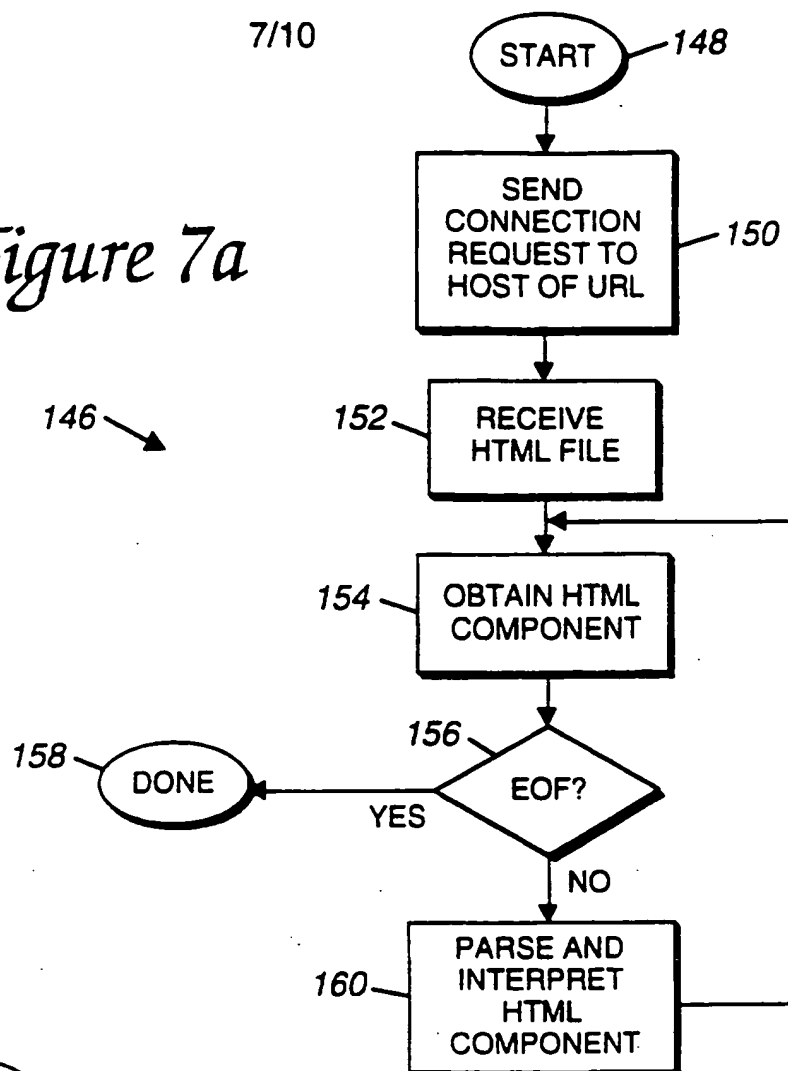 7/10
START
148
SEND
CONNECTION
REQUEST TO
HOST OF URL
150
igure 7a
146
152
RECEIVE
HTML FILE
154
OBTAIN HTML
COMPONENT
156
EOF?
158
DONE
YES
NO
160
PARSE AND
INTERPRET
HTML
COMPONENT